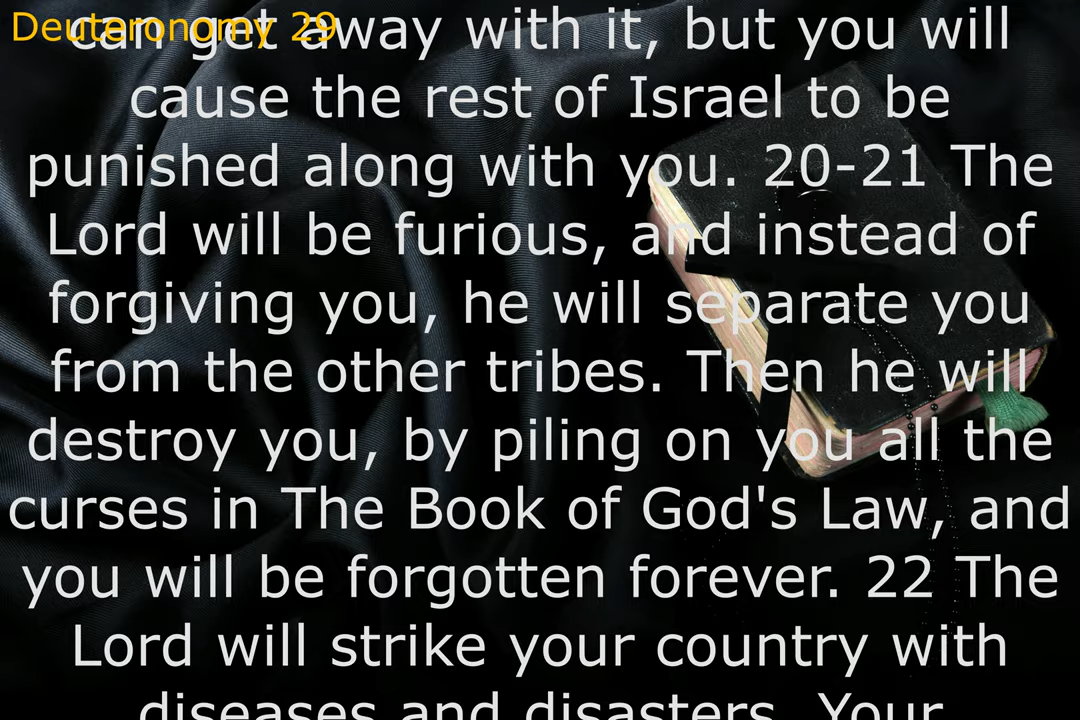 Deuteronomy 29
can get away with it, but you will
cause the rest of Israel to be
punished along with you. 20-21 The
Lord will be furious, and instead of
forgiving you, he will separate you
from the other tribes. Then he will
destroy you, by piling on you all the
curses in The Book of God's Law, and
you will be forgotten forever. 22 The
Lord will strike your country with
diseases and disasters. Your